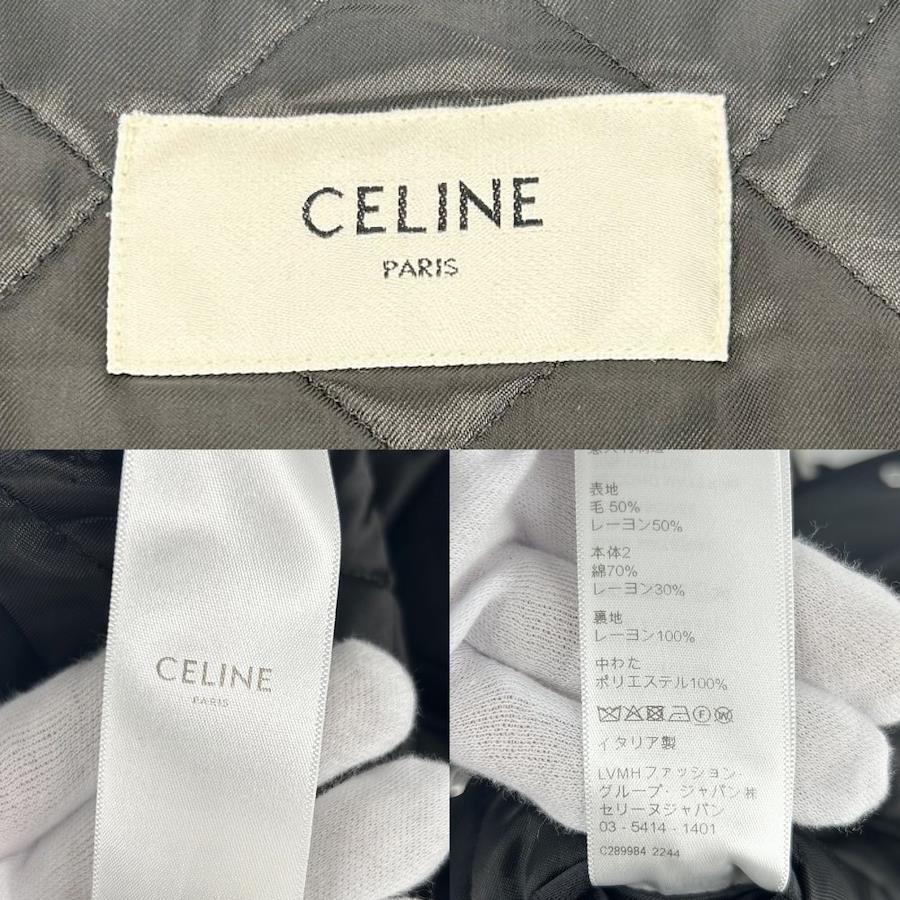 CELINE
PARIS
CELINE
PARIS
表地
毛 50%
レーヨン50%
本体2
綿70%
レーヨン30%
裏地
レーヨン100%
中わた
ポリエステル100%
イタリア製
LVMHファッション・
グループ・ジャパン㈱
セリーヌジャパン
03 - 5414 - 1401
C289984 2244